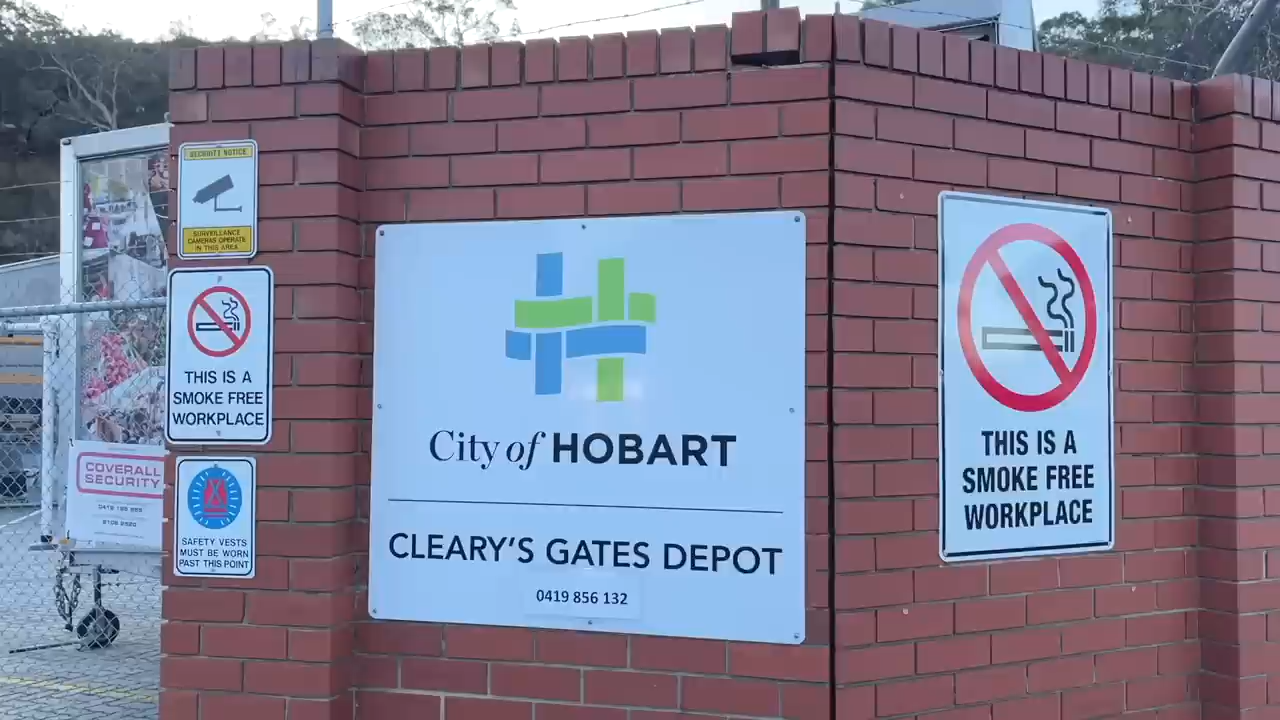 SECURITY NOTICE
SURVEILLANCE
CAMERAS OPERATE
IN THIS AREA
THIS IS A
SMOKE FREE
WORKPLACE
COVERALL
SECURITY
SAFETY VESTS
MUST BE WORN
PAST THIS POINT
City of HOBART
CLEARY'S GATES DEPOT
0419 856 132
THIS IS A
SMOKE FREE
WORKPLACE